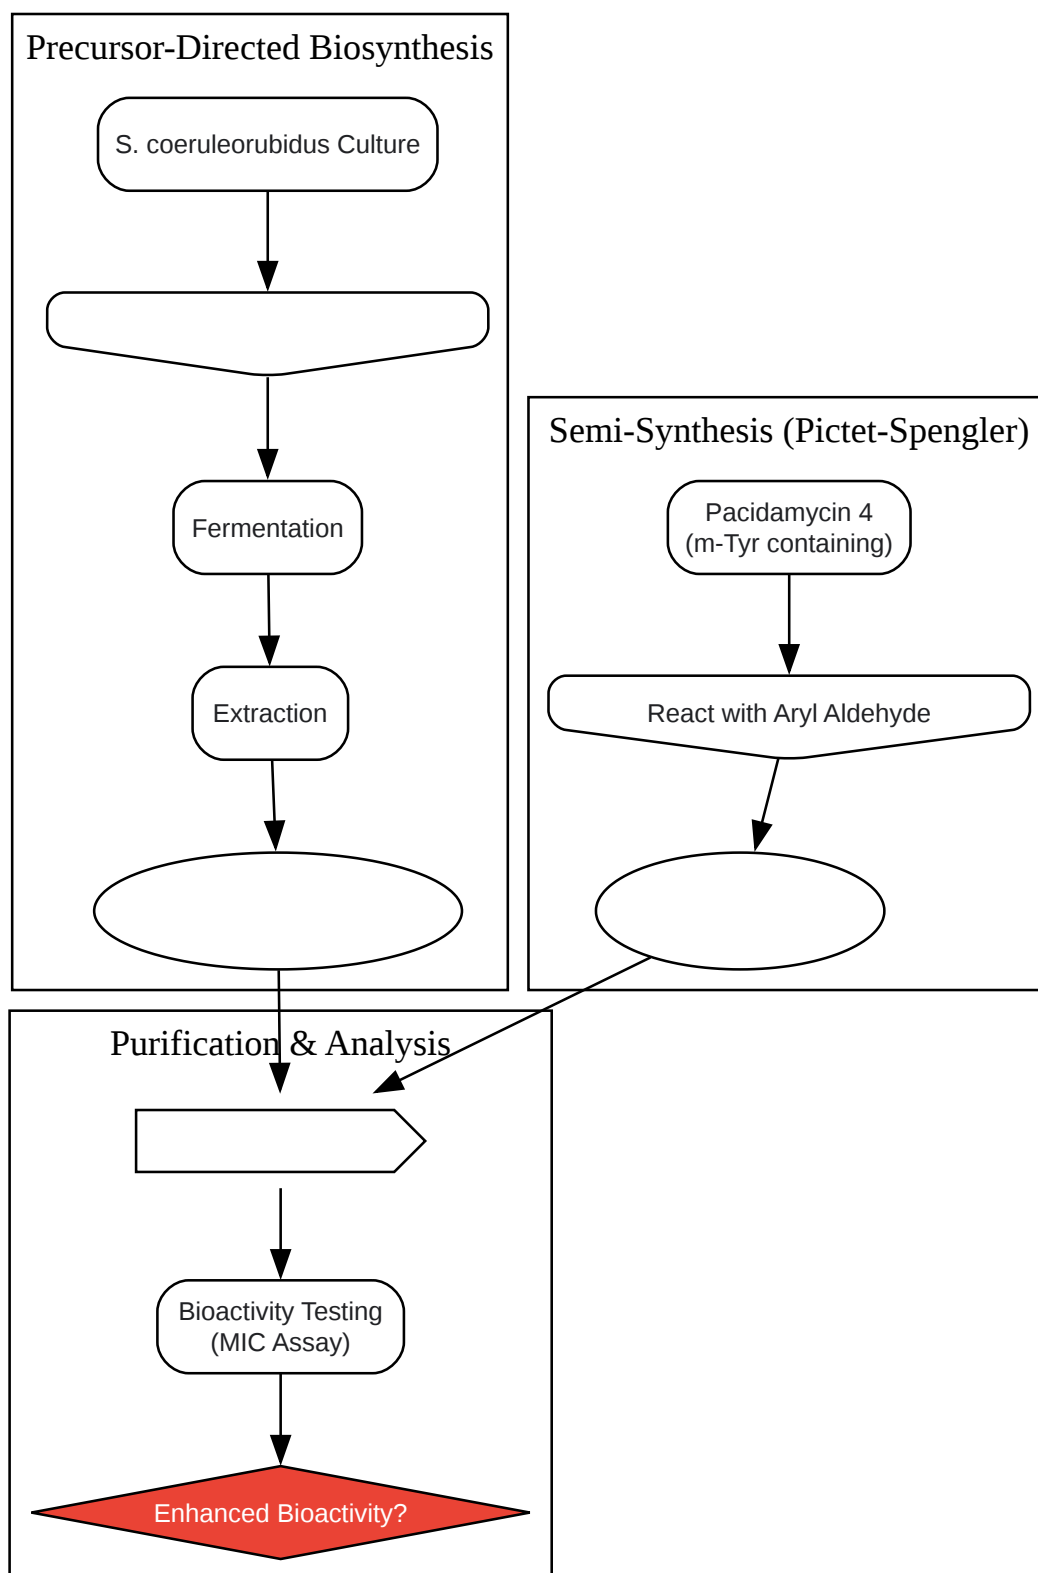 Precursor-Directed Biosynthesis
S. coeruleorubidus Culture
Fermentation
Extraction
Semi-Synthesis (Pictet-Spengler)
Pacidamycin 4
(m-Tyr containing)
React with Aryl Aldehyde
Purification & Analysis
Bioactivity Testing
(MIC Assay)
Enhanced Bioactivity?